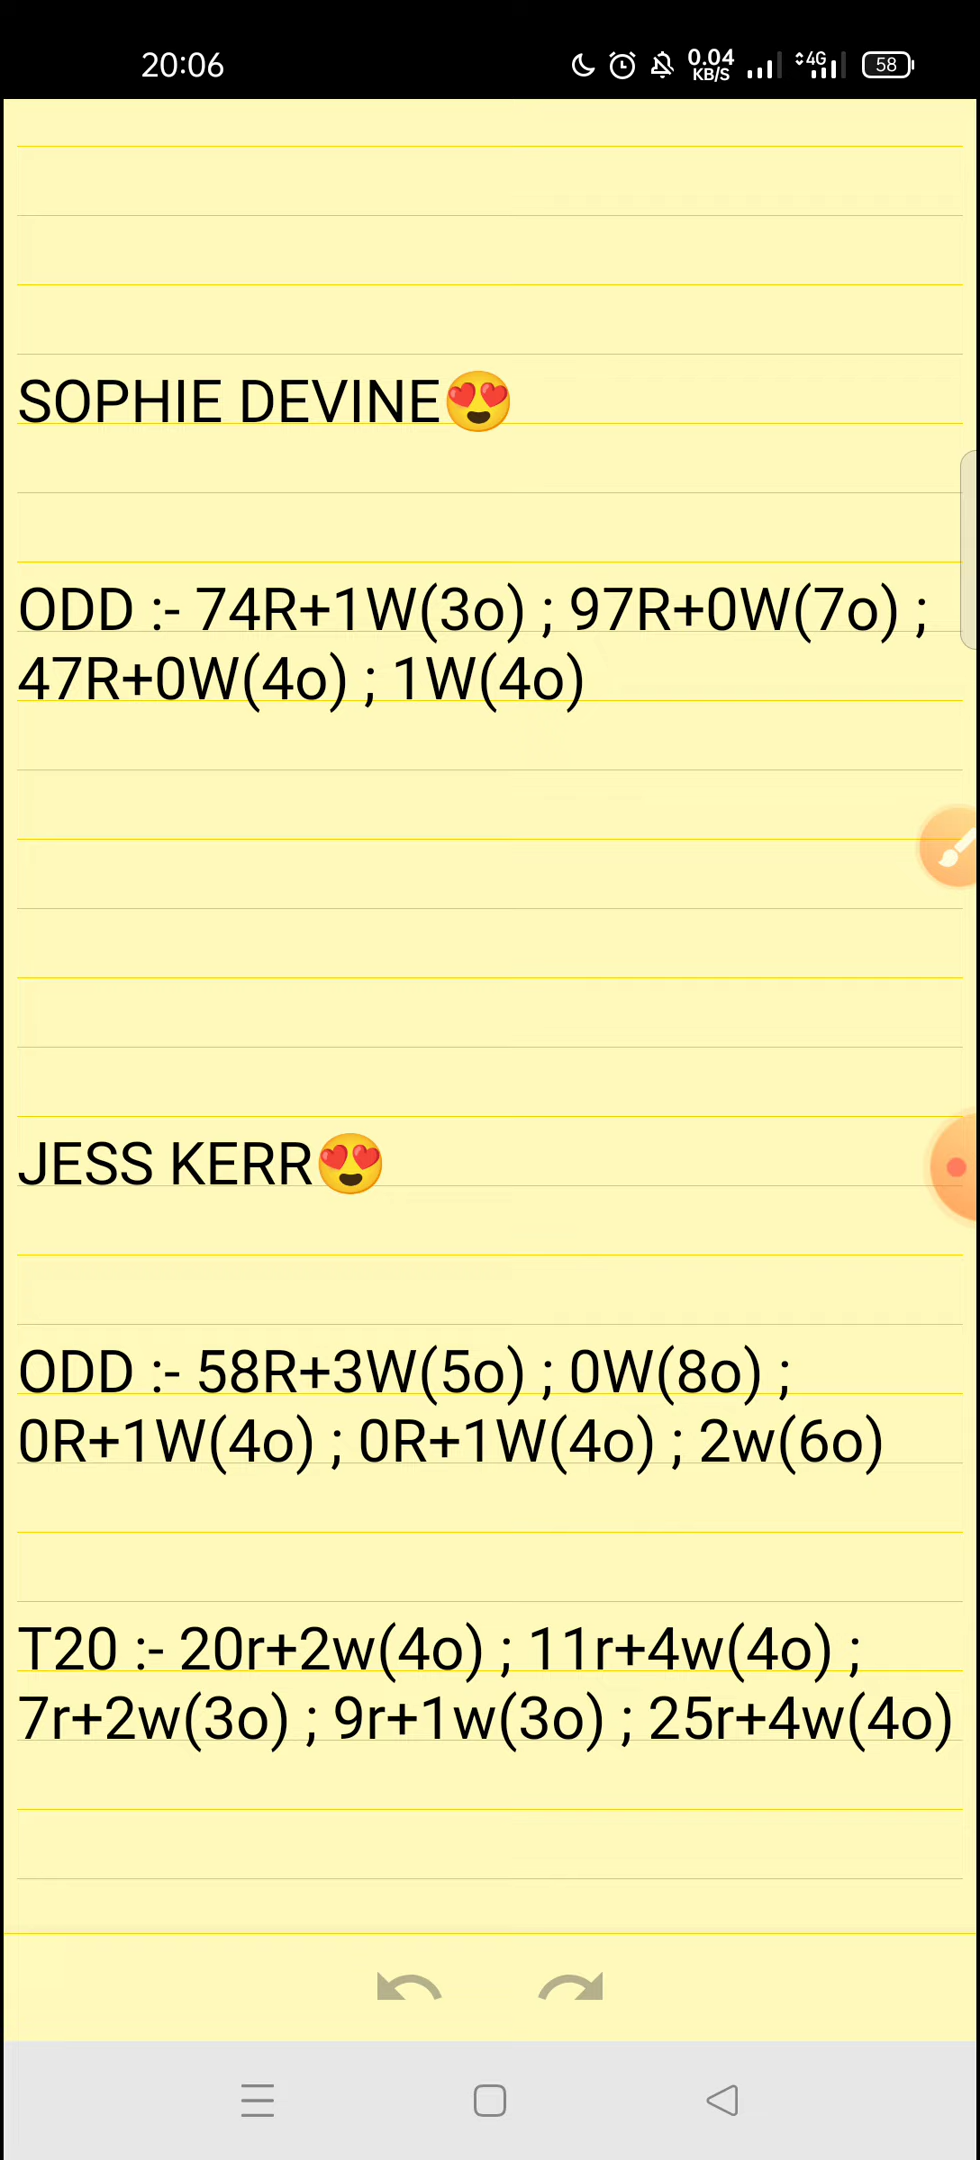 20:06
0.04
KB/S
4G
58
SOPHIE DEVINE😍
ODD :- 74R+1W(3o) ; 97R+0W(7o) ;
47R+0W(4o) ; 1W(4o)
JESS KERR😍
ODD :- 58R+3W(5o) ; 0W(8o) ;
0R+1W(4o) ; 0R+1W(4o) ; 2w(6o)
T20 :- 20r+2w(4o) ; 11r+4w(4o) ;
7r+2w(3o) ; 9r+1w(3o) ; 25r+4w(4o)